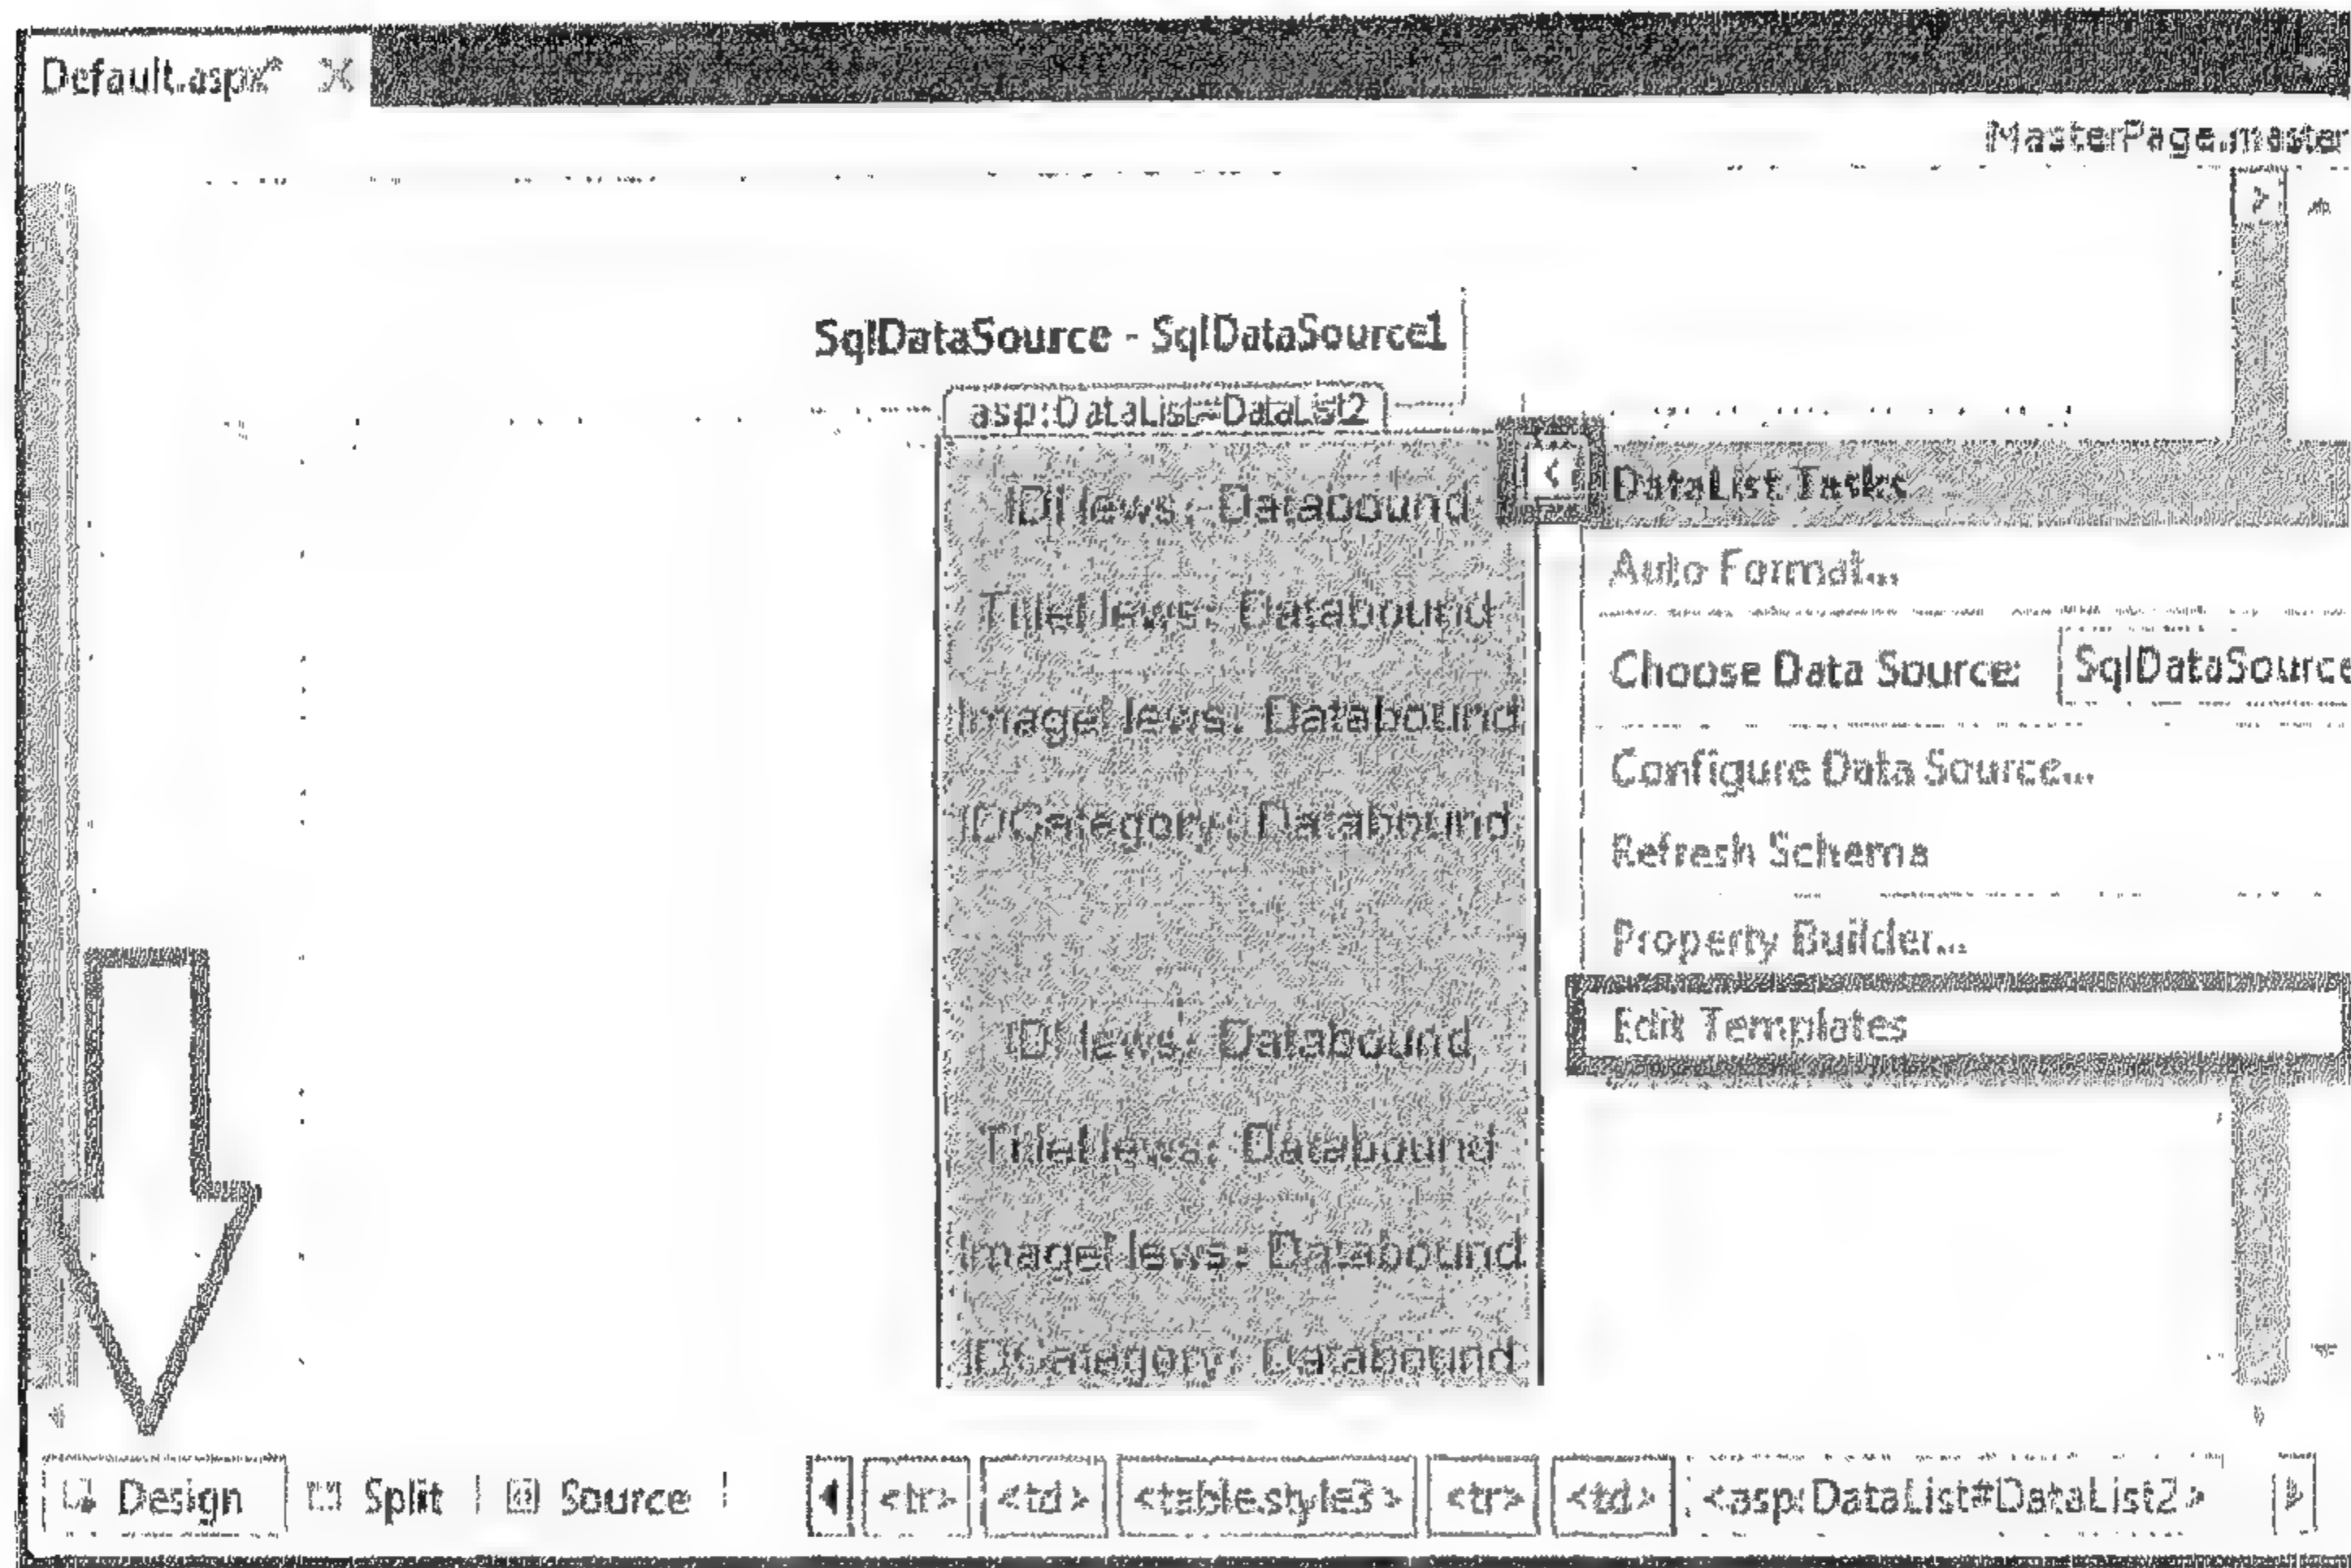 Default.aspx* X
MasterPage.master
SqlDataSource - SqlDataSource1
asp:DataList#DataList2
DataList Tasks
Auto Format...
Choose Data Source: SqlDataSource
Configure Data Source...
Refresh Schema
Property Builder...
Edit Templates
IDNews: Databound
TitleNews: Databound
ImageNews: Databound
IDCategory: Databound
IDNews: Databound
TitleNews: Databound
ImageNews: Databound
IDCategory: Databound
Design Split Source <tr> <td> <table.style3> <tr> <td> <asp:DataList#DataList2>